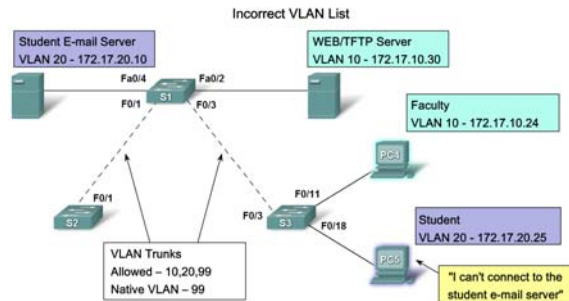 Incorrect VLAN List
Student E-mail Server
VLAN 20 - 172.17.20.10
WEB/TFTP Server
VLAN 10 - 172.17.10.30
Fa0/4
Fa0/2
S1
F0/1
F0/3
Faculty
VLAN 10 - 172.17.10.24
PC4
F0/11
F0/1
S2
F0/3
S3
F0/18
Student
VLAN 20 - 172.17.20.25
PC5
VLAN Trunks
Allowed – 10,20,99
Native VLAN - 99
"I can't connect to the
student e-mail server"